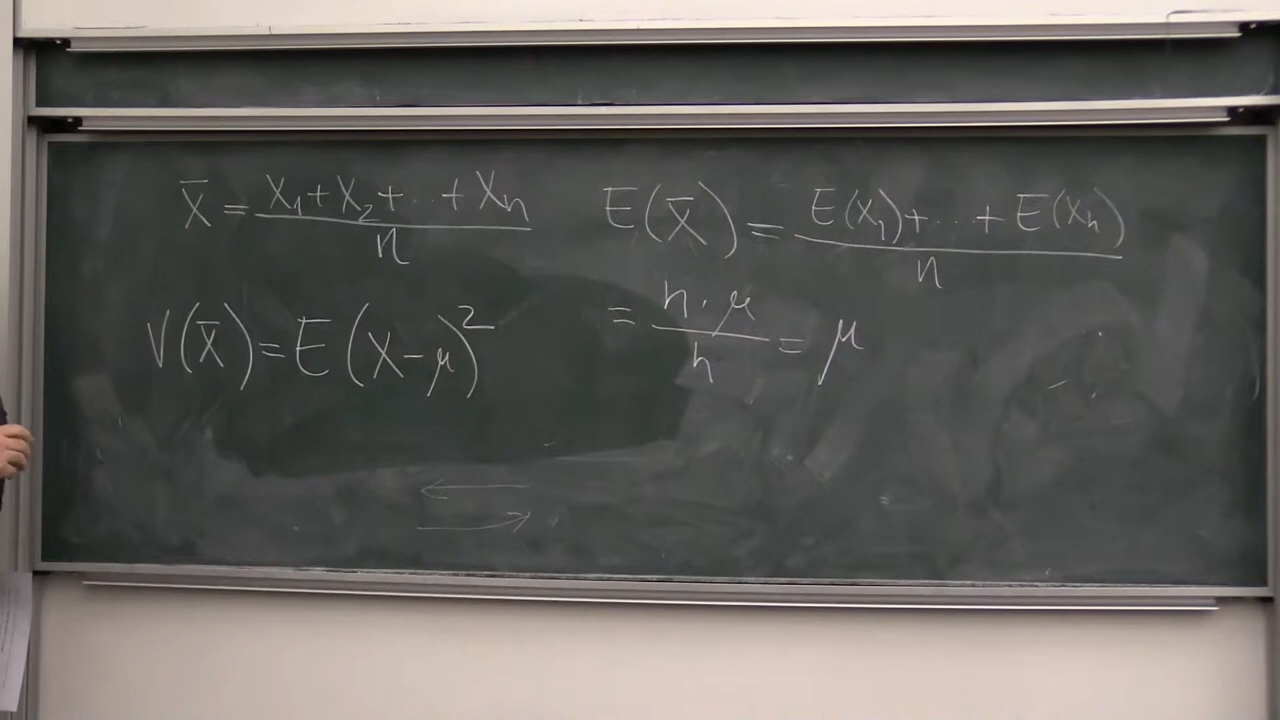 X̄ = (X₁ + X₂ + ... + Xₙ) / n
E(X̄) = (E(X₁) + ... + E(Xₙ)) / n
= (n · μ) / n = μ
V(X̄) = E(X - μ)²